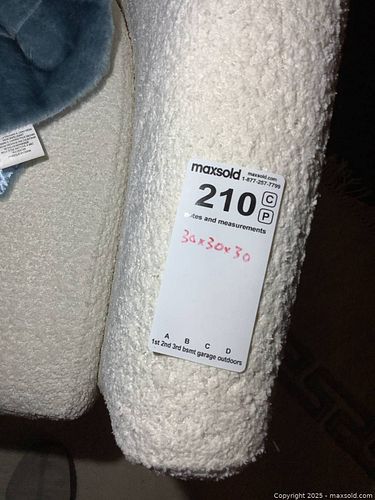 maxsold maxsold.com
1-877-257-7799
210 C
P
notes and measurements
30x30x30
A B C D
1st 2nd 3rd bsmt garage outdoors
Copyright 2025 - maxsold.com